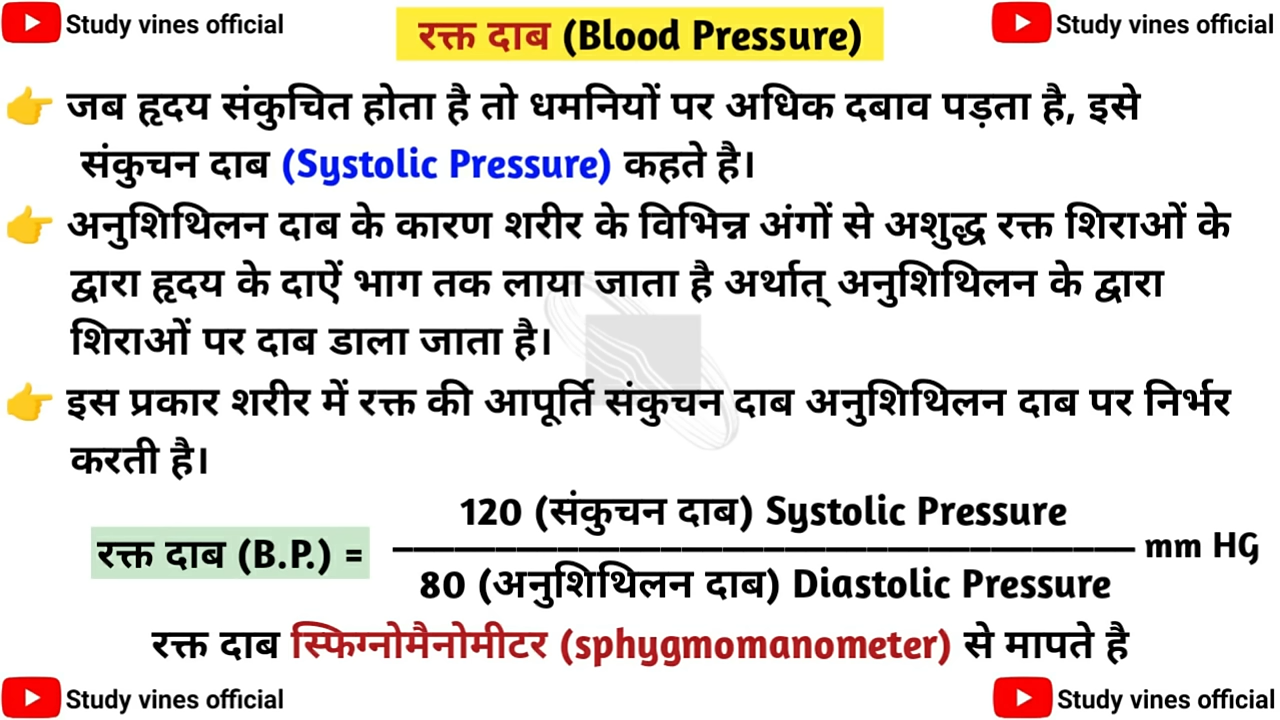 Study vines official
रक्त दाब (Blood Pressure)
Study vines official
👉 जब हृदय संकुचित होता है तो धमनियों पर अधिक दबाव पड़ता है, इसे
संकुचन दाब (Systolic Pressure) कहते है।
👉 अनुशिथिलन दाब के कारण शरीर के विभिन्न अंगों से अशुद्ध रक्त शिराओं के
द्वारा हृदय के दाऐं भाग तक लाया जाता है अर्थात् अनुशिथिलन के द्वारा
शिराओं पर दाब डाला जाता है।
👉 इस प्रकार शरीर में रक्त की आपूर्ति संकुचन दाब अनुशिथिलन दाब पर निर्भर
करती है।
120 (संकुचन दाब) Systolic Pressure
रक्त दाब (B.P.) = mm HG
80 (अनुशिथिलन दाब) Diastolic Pressure
रक्त दाब स्फिग्नोमैनोमीटर (sphygmomanometer) से मापते है
Study vines official
Study vines official